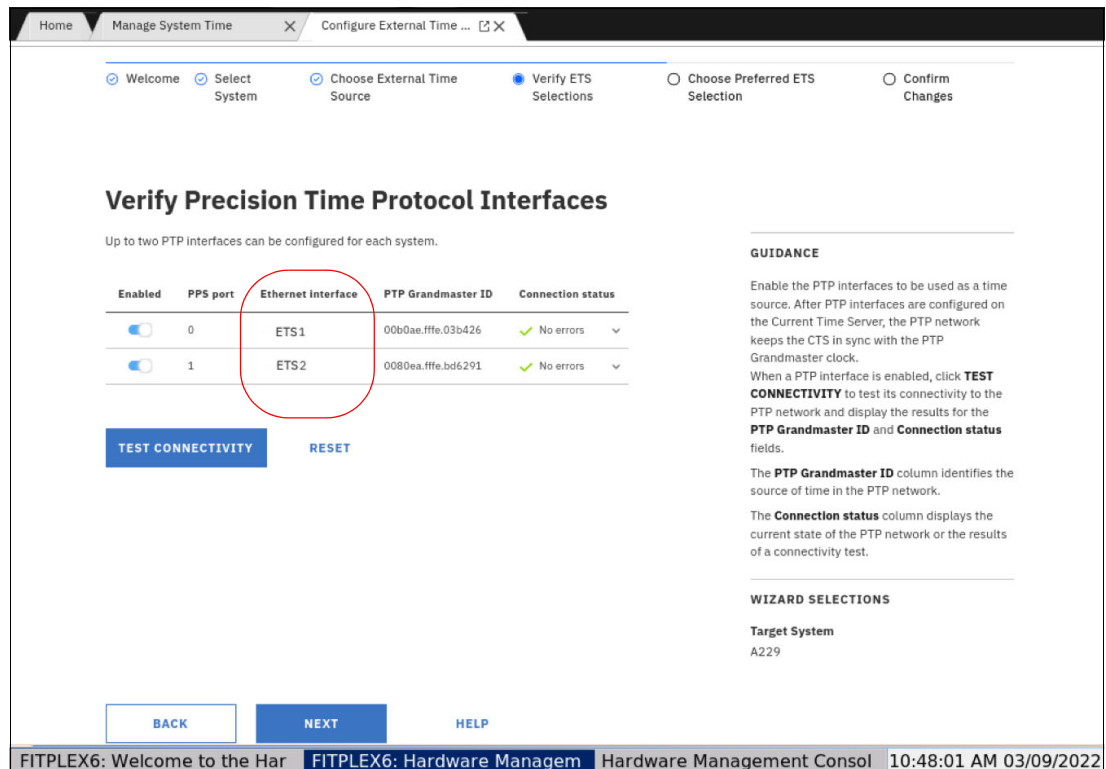 Home
Manage System Time
Configure External Time ...
Welcome
Select
System
Choose External Time
Source
Verify ETS
Selections
Choose Preferred ETS
Selection
Confirm
Changes
Verify Precision Time Protocol Interfaces
Up to two PTP interfaces can be configured for each system.
Enabled PPS port Ethernet interface PTP Grandmaster ID Connection status
0 ETS1 00b0ae.fffe.03b426 No errors
1 ETS2 0080ea.fffe.bd6291 No errors
TEST CONNECTIVITY RESET
GUIDANCE
Enable the PTP interfaces to be used as a time
source. After PTP interfaces are configured on
the Current Time Server, the PTP network
keeps the CTS in sync with the PTP
Grandmaster clock.
When a PTP interface is enabled, click TEST
CONNECTIVITY to test its connectivity to the
PTP network and display the results for the
PTP Grandmaster ID and Connection status
fields.
The PTP Grandmaster ID column identifies the
source of time in the PTP network.
The Connection status column displays the
current state of the PTP network or the results
of a connectivity test.
WIZARD SELECTIONS
Target System
A229
BACK NEXT HELP
FITPLEX6: Welcome to the Har FITPLEX6: Hardware Managem Hardware Management Consol 10:48:01 AM 03/09/2022